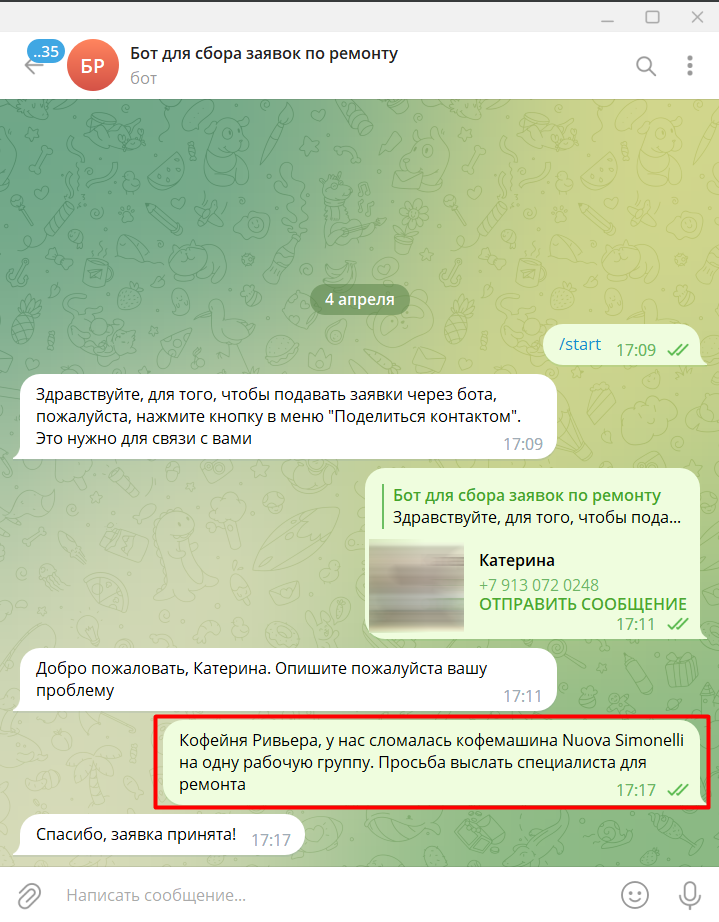 ..35
БР
Бот для сбора заявок по ремонту
бот
4 апреля
/start 17:09
Здравствуйте, для того, чтобы подавать заявки через бота,
пожалуйста, нажмите кнопку в меню "Поделиться контактом".
Это нужно для связи с вами
17:09
Бот для сбора заявок по ремонту
Здравствуйте, для того, чтобы пода...
Катерина
+7 913 072 0248
ОТПРАВИТЬ СООБЩЕНИЕ
17:11
Добро пожаловать, Катерина. Опишите пожалуйста вашу
проблему
17:11
Кофейня Ривьера, у нас сломалась кофемашина Nuova Simonelli
на одну рабочую группу. Просьба выслать специалиста для
ремонта
17:17
Спасибо, заявка принята! 17:17
Написать сообщение...